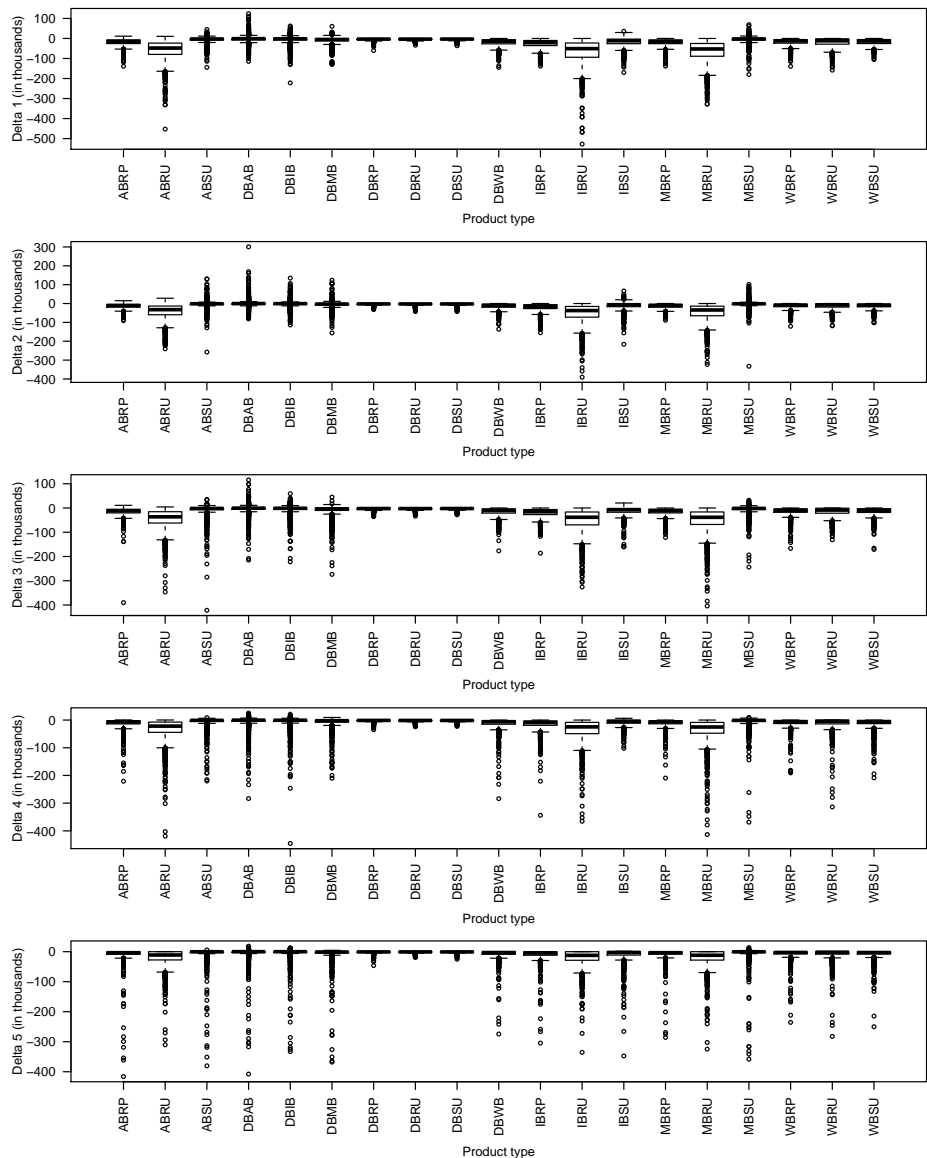 Delta 1 (in thousands)
100
0
−100
−200
−300
−400
−500
ABRP ABRU ABSU DBAB DBIB DBMB DBRP DBRU DBSU DBWB IBRP IBRU IBSU MBRP MBRU MBSU WBRP WBRU WBSU
Product type
Delta 2 (in thousands)
300
200
100
0
−100
−200
−300
−400
ABRP ABRU ABSU DBAB DBIB DBMB DBRP DBRU DBSU DBWB IBRP IBRU IBSU MBRP MBRU MBSU WBRP WBRU WBSU
Product type
Delta 3 (in thousands)
100
0
−100
−200
−300
−400
ABRP ABRU ABSU DBAB DBIB DBMB DBRP DBRU DBSU DBWB IBRP IBRU IBSU MBRP MBRU MBSU WBRP WBRU WBSU
Product type
Delta 4 (in thousands)
0
−100
−200
−300
−400
ABRP ABRU ABSU DBAB DBIB DBMB DBRP DBRU DBSU DBWB IBRP IBRU IBSU MBRP MBRU MBSU WBRP WBRU WBSU
Product type
Delta 5 (in thousands)
0
−100
−200
−300
−400
ABRP ABRU ABSU DBAB DBIB DBMB DBRP DBRU DBSU DBWB IBRP IBRU IBSU MBRP MBRU MBSU WBRP WBRU WBSU
Product type